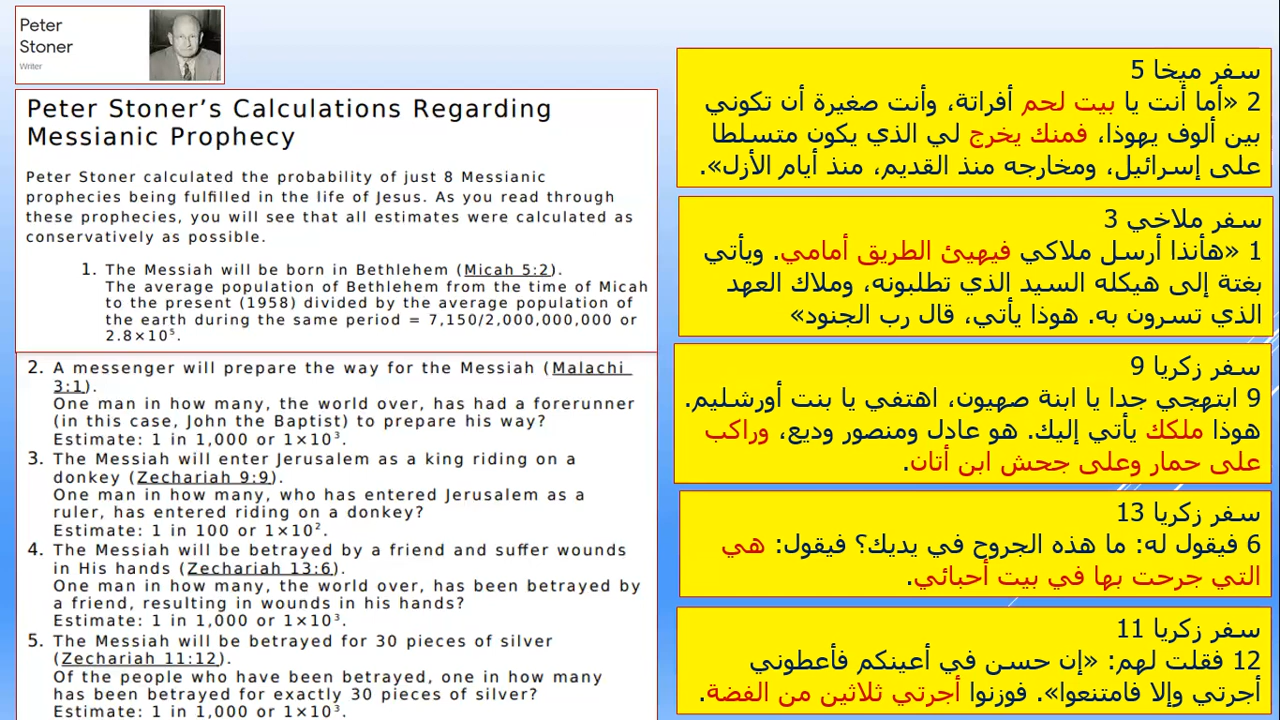 Peter
Stoner
Writer
Peter Stoner's Calculations Regarding
Messianic Prophecy
Peter Stoner calculated the probability of just 8 Messianic
prophecies being fulfilled in the life of Jesus. As you read through
these prophecies, you will see that all estimates were calculated as
conservatively as possible.
1. The Messiah will be born in Bethlehem (Micah 5:2).
The average population of Bethlehem from the time of Micah
to the present (1958) divided by the average population of
the earth during the same period = 7,150/2,000,000,000 or
2.8×10⁵.
2. A messenger will prepare the way for the Messiah (Malachi
3:1).
One man in how many, the world over, has had a forerunner
(in this case, John the Baptist) to prepare his way?
Estimate: 1 in 1,000 or 1×10³.
3. The Messiah will enter Jerusalem as a king riding on a
donkey (Zechariah 9:9).
One man in how many, who has entered Jerusalem as a
ruler, has entered riding on a donkey?
Estimate: 1 in 100 or 1×10².
4. The Messiah will be betrayed by a friend and suffer wounds
in His hands (Zechariah 13:6).
One man in how many, the world over, has been betrayed by
a friend, resulting in wounds in his hands?
Estimate: 1 in 1,000 or 1×10³.
5. The Messiah will be betrayed for 30 pieces of silver
(Zechariah 11:12).
Of the people who have been betrayed, one in how many
has been betrayed for exactly 30 pieces of silver?
Estimate: 1 in 1,000 or 1×10³.
سفر ميخا 5
2 «أما أنت يا بيت لحم أفراتة، وأنت صغيرة أن تكوني
بين ألوف يهوذا، فمنك يخرج لي الذي يكون متسلطا
على إسرائيل، ومخارجه منذ القديم، منذ أيام الأزل».
سفر ملاخي 3
1 «هأنذا أرسل ملاكي فيهيئ الطريق أمامي. ويأتي
بغتة إلى هيكله السيد الذي تطلبونه، وملاك العهد
الذي تسرون به. هوذا يأتي، قال رب الجنود»
سفر زكريا 9
9 ابتهجي جدا يا ابنة صهيون، اهتفي يا بنت أورشليم.
هوذا ملكك يأتي إليك. هو عادل ومنصور وديع، وراكب
على حمار وعلى جحش ابن أتان.
سفر زكريا 13
6 فيقول له: ما هذه الجروح في يديك؟ فيقول: هي
التي جرحت بها في بيت أحبائي.
سفر زكريا 11
12 فقلت لهم: «إن حسن في أعينكم فأعطوني
أجرتي وإلا فامتنعوا». فوزنوا أجرتي ثلاثين من الفضة.